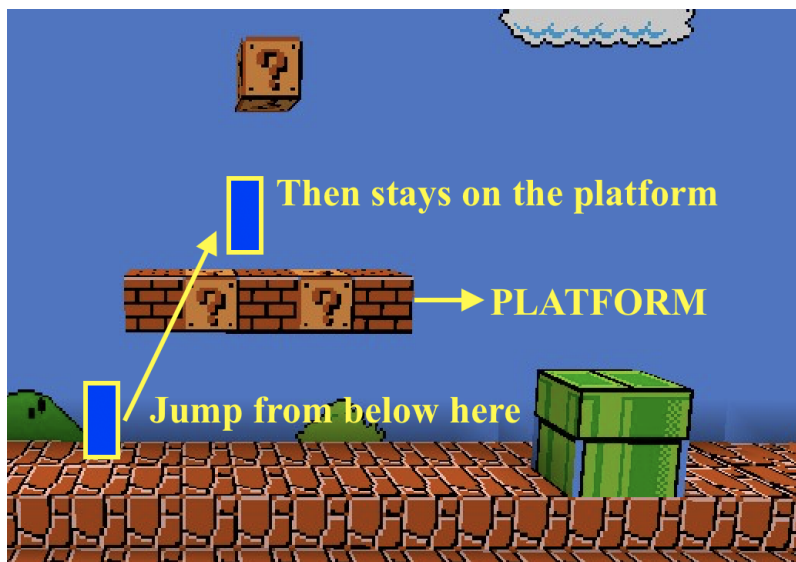 ?
Then stays on the platform
? ?
PLATFORM
Jump from below here